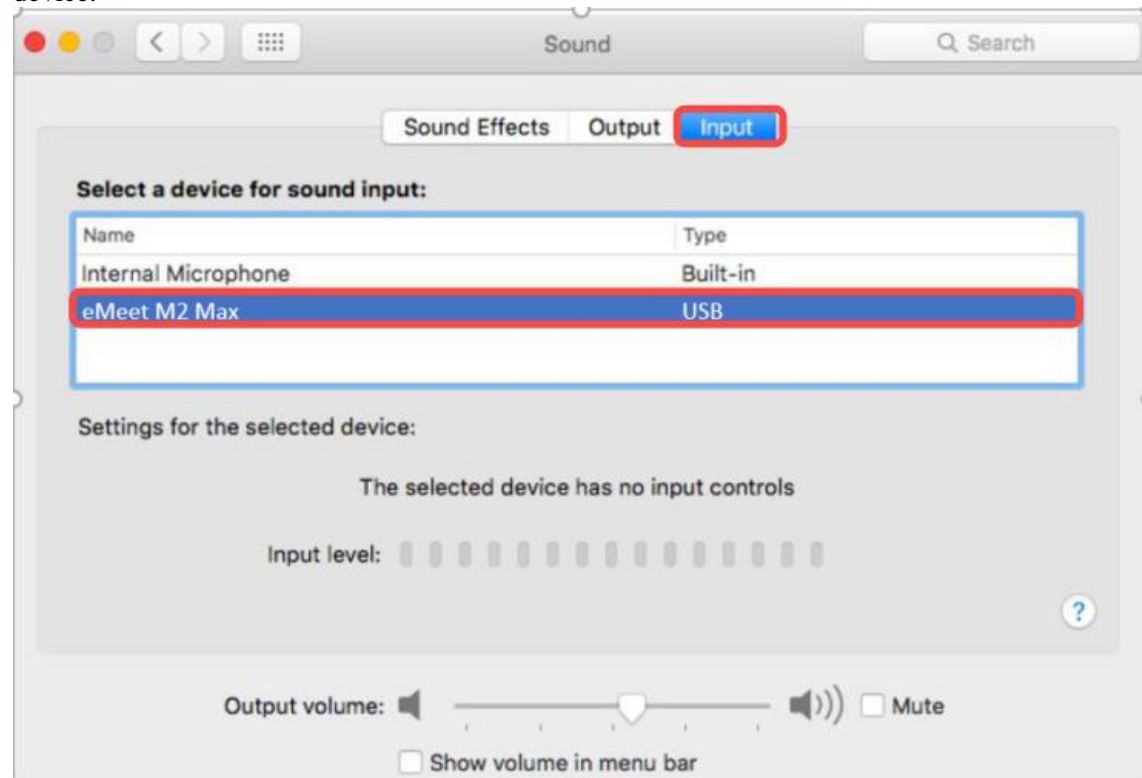 Sound
Search
Sound Effects Output Input
Select a device for sound input:
Name Type
Internal Microphone Built-in
eMeet M2 Max USB
Settings for the selected device:
The selected device has no input controls
Input level:
?
Output volume: Mute
Show volume in menu bar